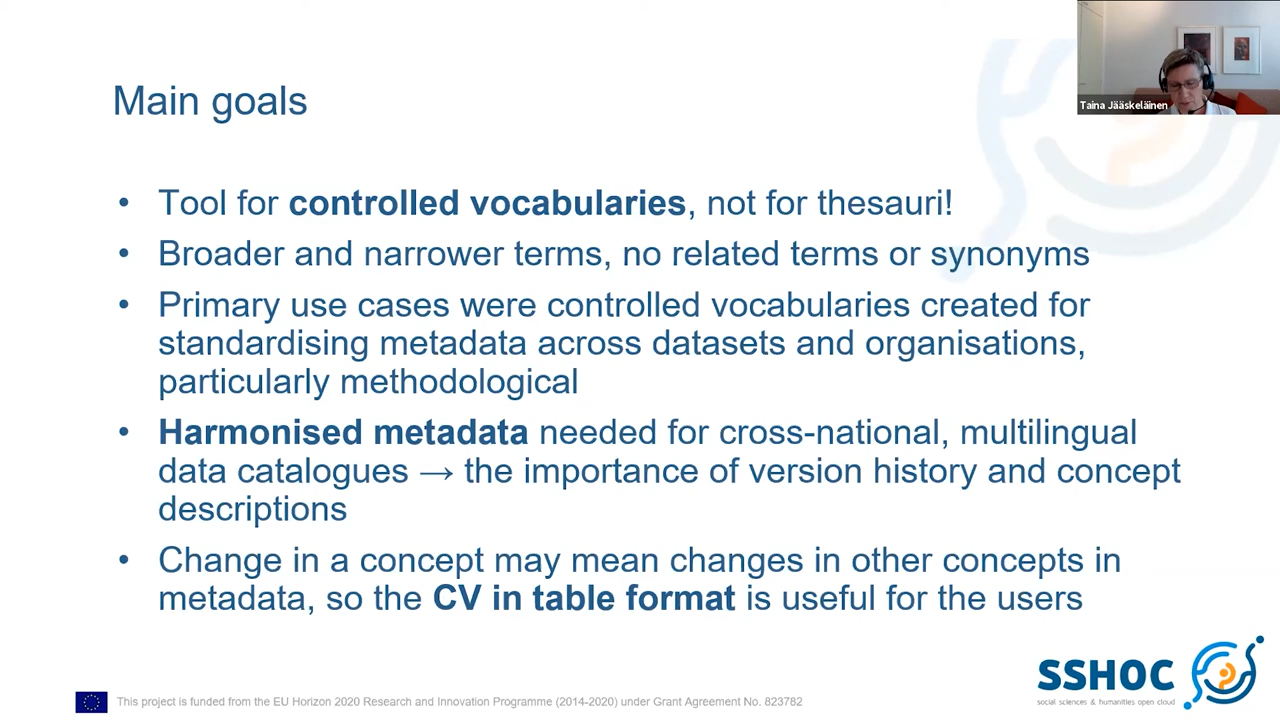 Taina Jääskeläinen
Main goals
• Tool for controlled vocabularies, not for thesauri!
• Broader and narrower terms, no related terms or synonyms
• Primary use cases were controlled vocabularies created for
standardising metadata across datasets and organisations,
particularly methodological
• Harmonised metadata needed for cross-national, multilingual
data catalogues → the importance of version history and concept
descriptions
• Change in a concept may mean changes in other concepts in
metadata, so the CV in table format is useful for the users
SSHOC
social sciences & humanities open cloud
This project is funded from the EU Horizon 2020 Research and Innovation Programme (2014-2020) under Grant Agreement No. 823782